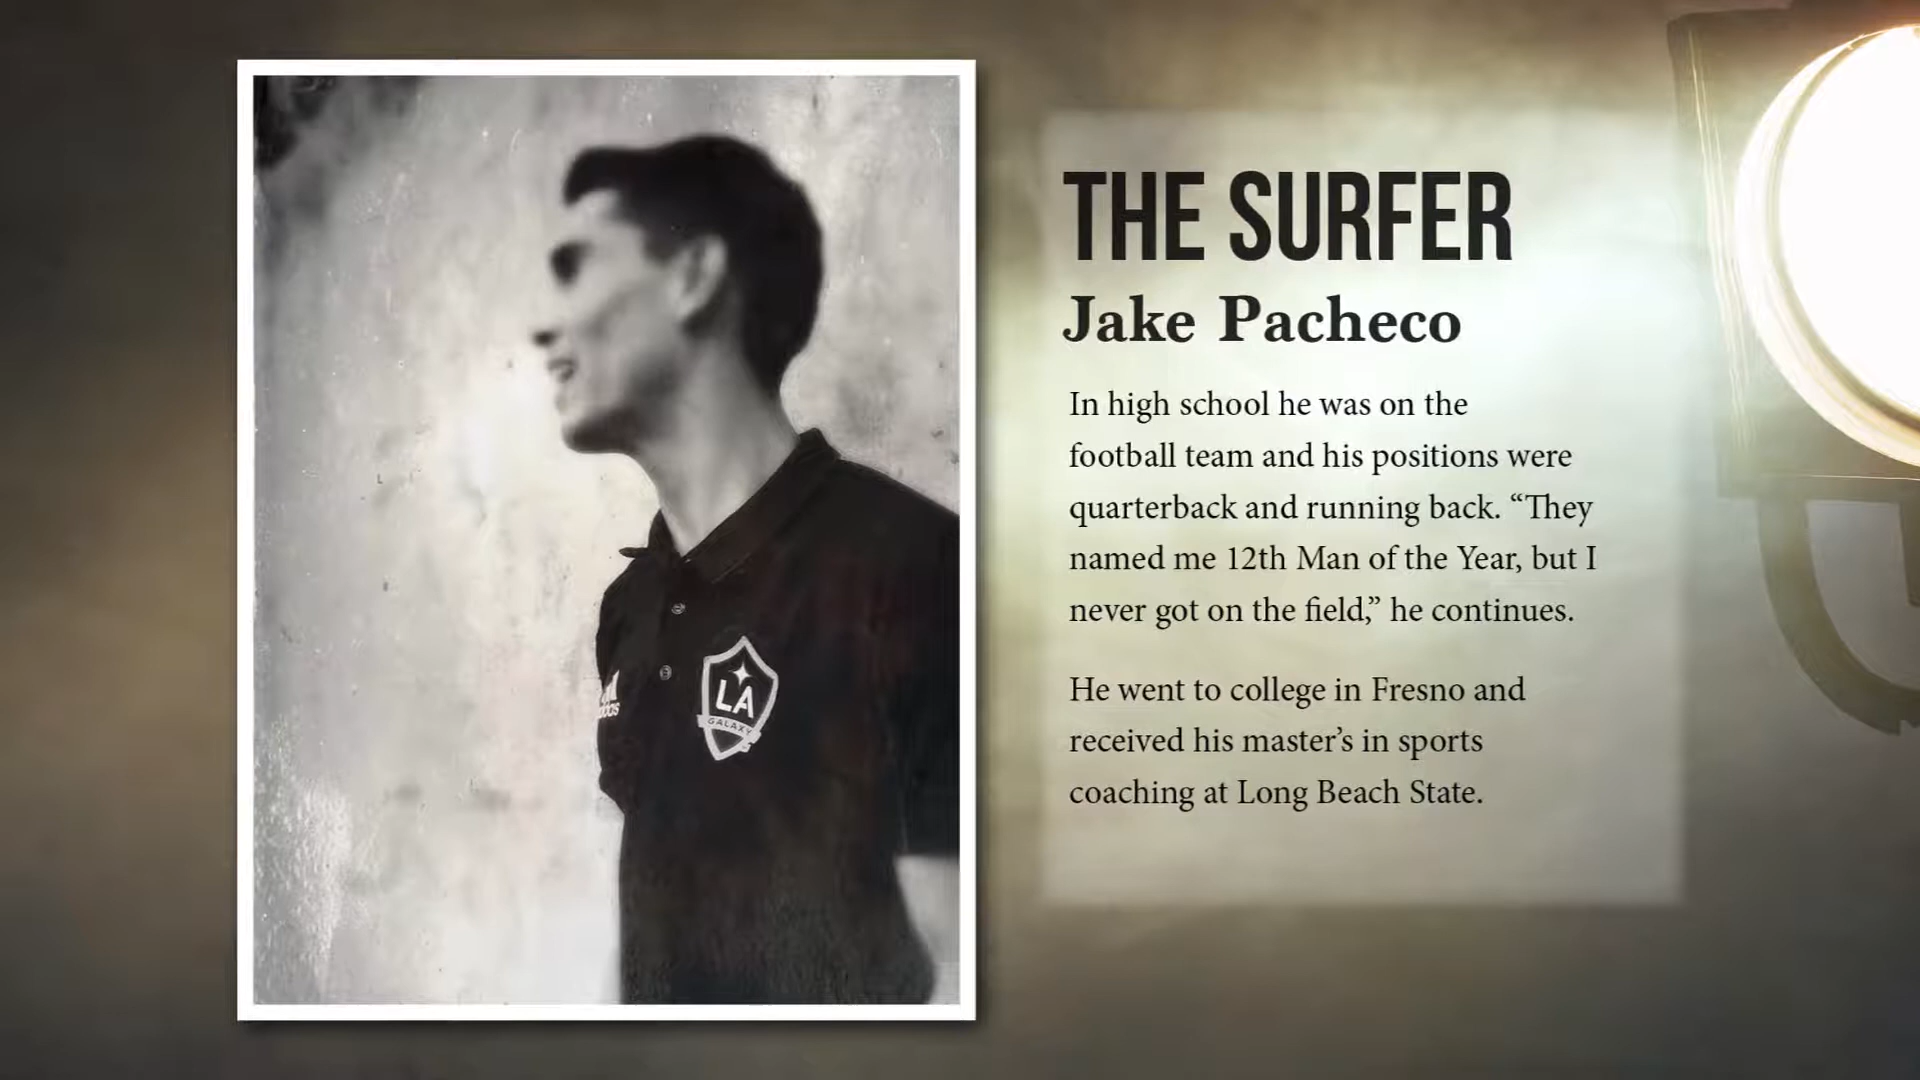 THE SURFER
Jake Pacheco
In high school he was on the
football team and his positions were
quarterback and running back. “They
named me 12th Man of the Year, but I
never got on the field,” he continues.
He went to college in Fresno and
received his master’s in sports
coaching at Long Beach State.
LA
GALAXY